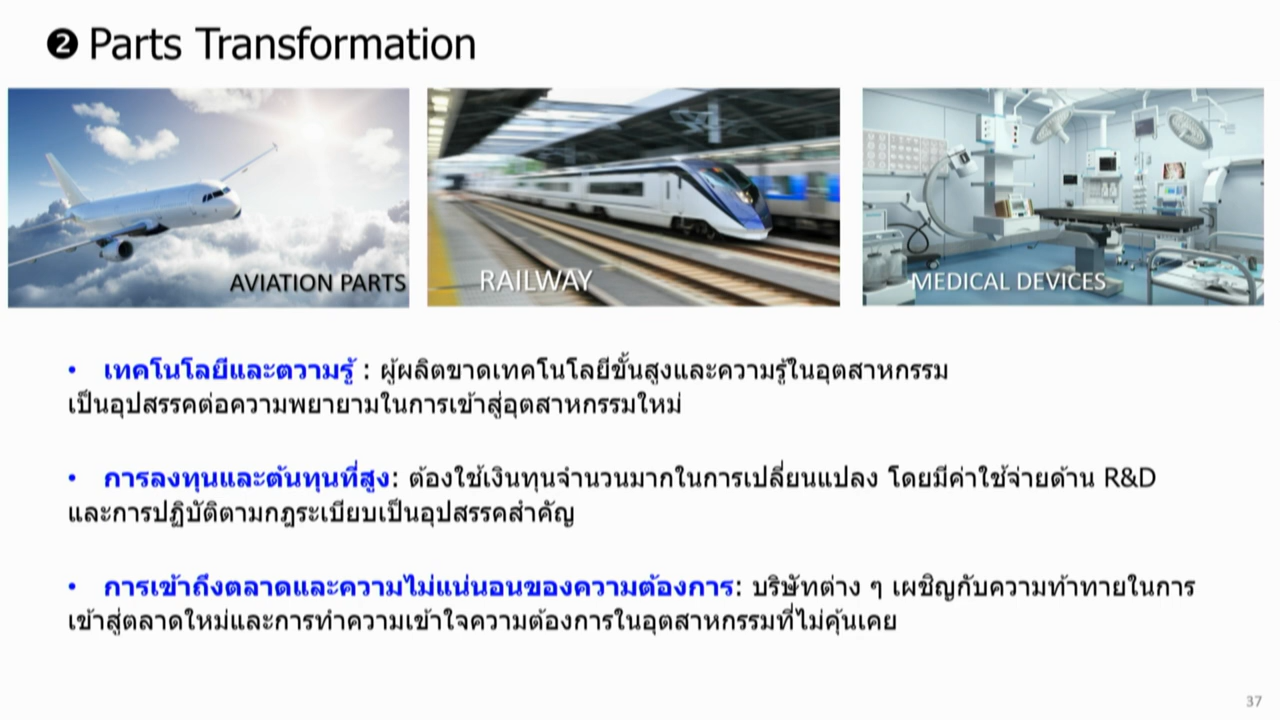 ❷ Parts Transformation
AVIATION PARTS
RAILWAY
MEDICAL DEVICES
• เทคโนโลยีและตวามรู้ : ผู้ผลิตขาดเทคโนโลยีขั้นสูงและความรู้ในอุตสาหกรรม
เป็นอุปสรรคต่อความพยายามในการเข้าสู่อุตสาหกรรมใหม่
• การลงทุนและต้นทุนที่สูง: ต้องใช้เงินทุนจำนวนมากในการเปลี่ยนแปลง โดยมีค่าใช้จ่ายด้าน R&D
และการปฏิบัติตามกฎระเบียบเป็นอุปสรรคสำคัญ
• การเข้าถึงตลาดและความไม่แน่นอนของความต้องการ: บริษัทต่าง ๆ เผชิญกับความท้าทายในการ
เข้าสู่ตลาดใหม่และการทำความเข้าใจความต้องการในอุตสาหกรรมที่ไม่คุ้นเคย
37